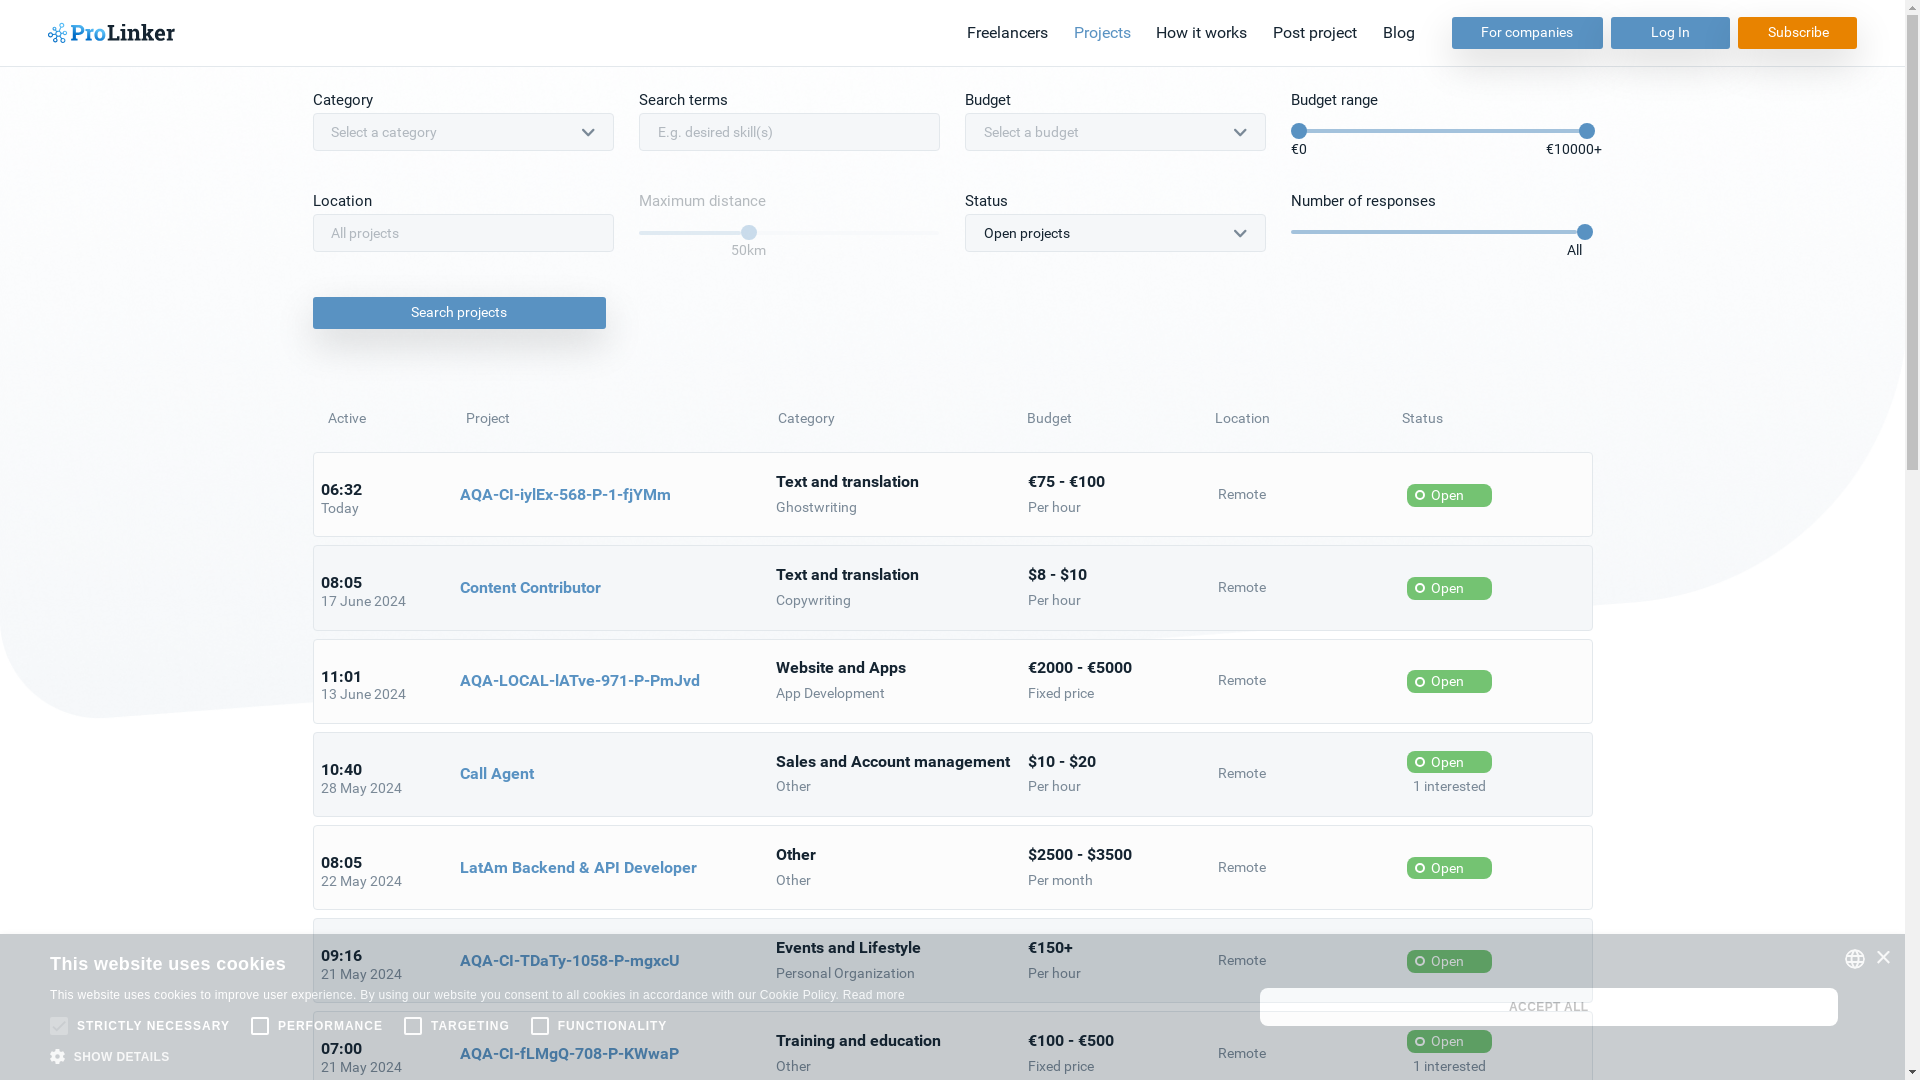 ProLinker
Freelancers Projects How it works Post project Blog For companies Log In Subscribe
Category Search terms Budget Budget range
Select a category E.g. desired skill(s) Select a budget
€0 €10000+
Location Maximum distance Status Number of responses
All projects Open projects
50km All
Search projects
Active Project Category Budget Location Status
06:32 Today AQA-CI-iylEx-568-P-1-fjYMm Text and translation Ghostwriting €75 - €100 Per hour Remote Open
08:05 17 June 2024 Content Contributor Text and translation Copywriting $8 - $10 Per hour Remote Open
11:01 13 June 2024 AQA-LOCAL-lATve-971-P-PmJvd Website and Apps App Development €2000 - €5000 Fixed price Remote Open
10:40 28 May 2024 Call Agent Sales and Account management Other $10 - $20 Per hour Remote Open 1 interested
08:05 22 May 2024 LatAm Backend & API Developer Other Other $2500 - $3500 Per month Remote Open
09:16 21 May 2024 AQA-CI-TDaTy-1058-P-mgxcU Events and Lifestyle Personal Organization €150+ Per hour Remote Open
07:00 21 May 2024 AQA-CI-fLMgQ-708-P-KWwaP Training and education Other €100 - €500 Fixed price Remote Open 1 interested
This website uses cookies
This website uses cookies to improve user experience. By using our website you consent to all cookies in accordance with our Cookie Policy. Read more
STRICTLY NECESSARY PERFORMANCE TARGETING FUNCTIONALITY
SHOW DETAILS
ACCEPT ALL